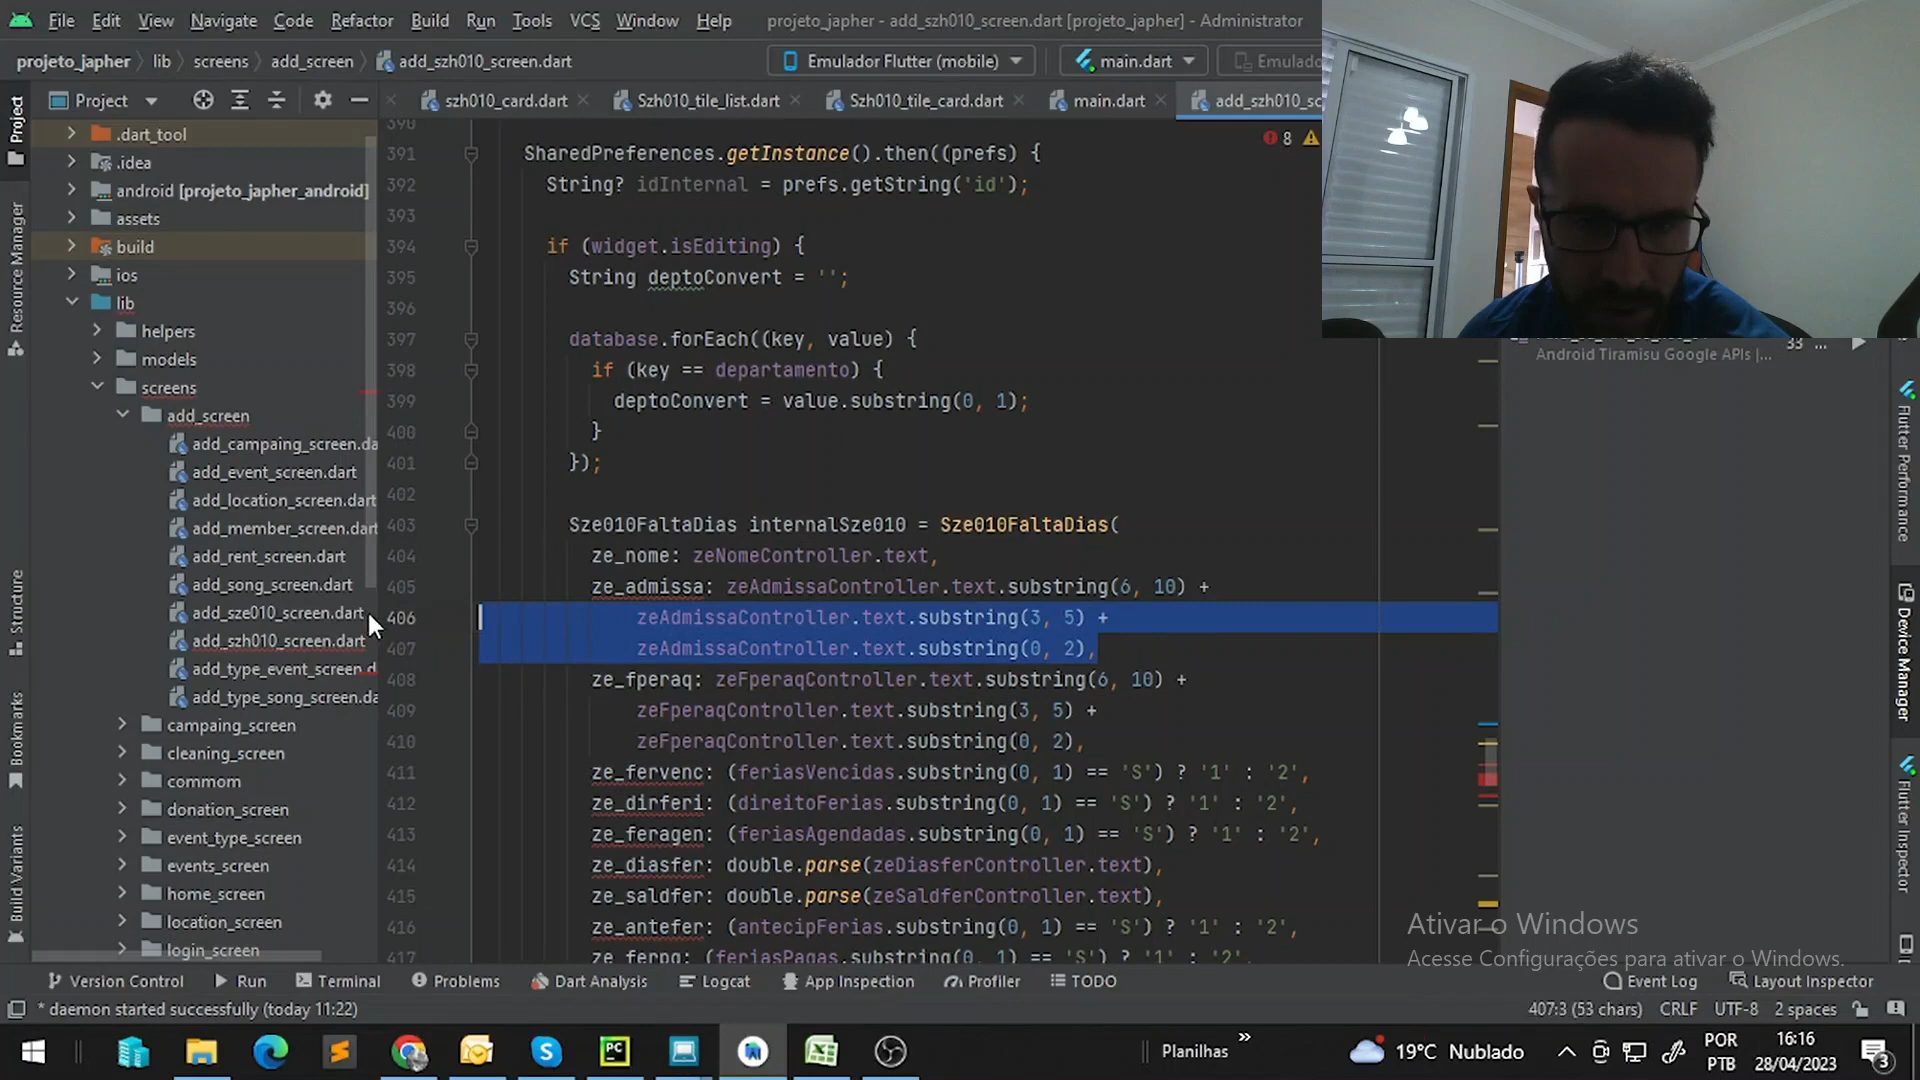 File Edit View Navigate Code Refactor Build Run Tools VCS Window Help projeto_japher - add_szh010_screen.dart [projeto_japher] - Administrator
projeto_japher lib screens add_screen add_szh010_screen.dart Emulador Flutter (mobile) main.dart
Project szh010_card.dart Szh010_tile_list.dart Szh010_tile_card.dart main.dart add_szh010_sc
.dart_tool
.idea
android [projeto_japher_android]
assets
build
ios
lib
helpers
models
screens
add_screen
add_campaing_screen.da
add_event_screen.dart
add_location_screen.dart
add_member_screen.dart
add_rent_screen.dart
add_song_screen.dart
add_sze010_screen.dart
add_szh010_screen.dart
add_type_event_screen.d
add_type_song_screen.da
campaing_screen
cleaning_screen
commom
donation_screen
event_type_screen
events_screen
home_screen
location_screen
login_screen
Project
Resource Manager
Structure
Bookmarks
Build Variants
390
391 SharedPreferences.getInstance().then((prefs) {
392 String? idInternal = prefs.getString('id');
393
394 if (widget.isEditing) {
395 String deptoConvert = '';
396
397 database.forEach((key, value) {
398 if (key == departamento) {
399 deptoConvert = value.substring(0, 1);
400 }
401 });
402
403 Sze010FaltaDias internalSze010 = Sze010FaltaDias(
404 ze_nome: zeNomeController.text,
405 ze_admissa: zeAdmissaController.text.substring(6, 10) +
406 zeAdmissaController.text.substring(3, 5) +
407 zeAdmissaController.text.substring(0, 2),
408 ze_fperaq: zeFperaqController.text.substring(6, 10) +
409 zeFperaqController.text.substring(3, 5) +
410 zeFperaqController.text.substring(0, 2),
411 ze_fervenc: (feriasVencidas.substring(0, 1) == 'S') ? '1' : '2',
412 ze_dirferi: (direitoFerias.substring(0, 1) == 'S') ? '1' : '2',
413 ze_feragen: (feriasAgendadas.substring(0, 1) == 'S') ? '1' : '2',
414 ze_diasfer: double.parse(zeDiasferController.text),
415 ze_saldfer: double.parse(zeSaldferController.text),
416 ze_antefer: (antecipFerias.substring(0, 1) == 'S') ? '1' : '2',
417 ze_ferpg: (feriasPagas.substring(0, 1) == 'S') ? '1' : '2',
8
Android Tiramisu Google APIs |...
33 ...
Flutter Performance
Device Manager
Flutter Inspector
Ativar o Windows
Acesse Configurações para ativar o Windows.
Version Control Run Terminal Problems Dart Analysis Logcat App Inspection Profiler TODO Event Log Layout Inspector
* daemon started successfully (today 11:22) 407:3 (53 chars) CRLF UTF-8 2 spaces
Planilhas 19°C Nublado POR PTB 16:16 28/04/2023 3